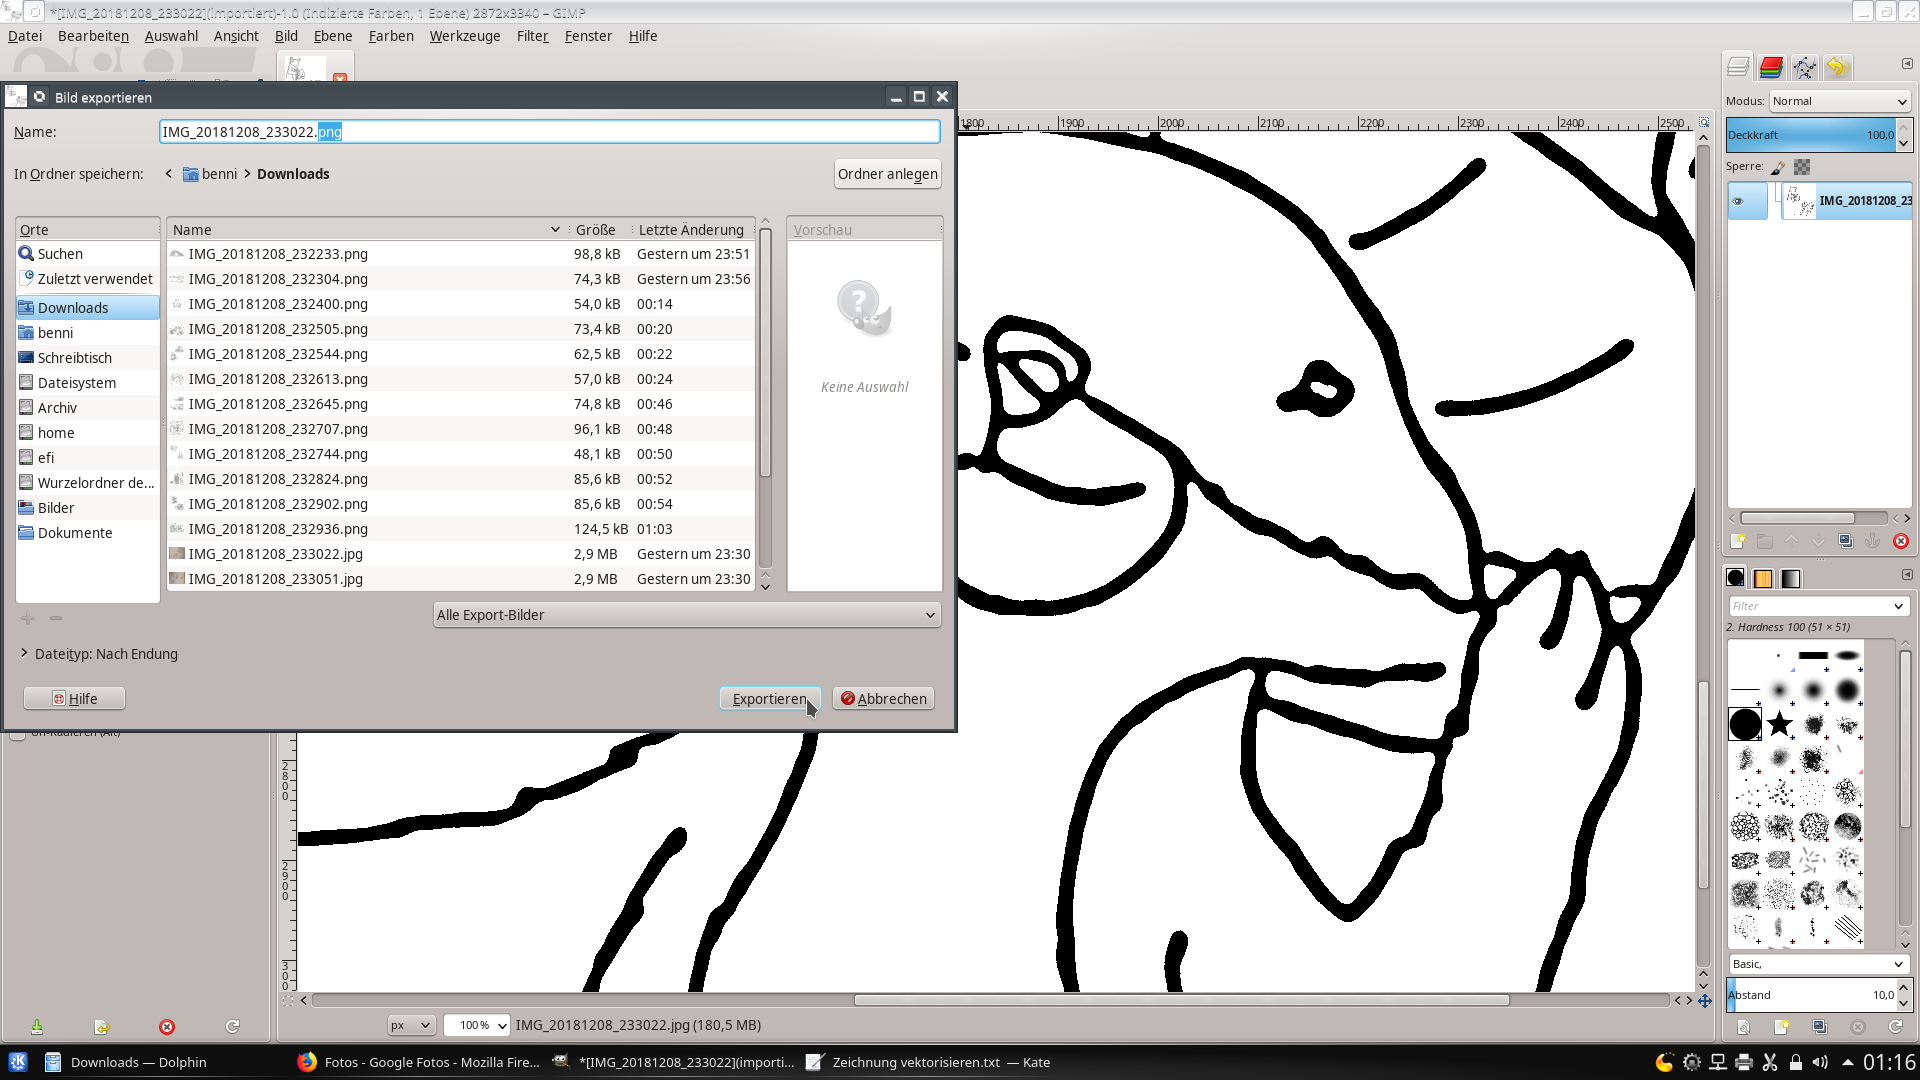 *[IMG_20181208_233022](importiert)-1.0 (Indizierte Farben, 1 Ebene) 2872x3340 – GIMP
Datei Bearbeiten Auswahl Ansicht Bild Ebene Farben Werkzeuge Filter Fenster Hilfe
Bild exportieren
Name: IMG_20181208_233022.png
In Ordner speichern: benni Downloads
Ordner anlegen
Orte
Suchen
Zuletzt verwendet
Downloads
benni
Schreibtisch
Dateisystem
Archiv
home
efi
Wurzelordner de...
Bilder
Dokumente
Name Größe Letzte Änderung
IMG_20181208_232233.png 98,8 kB Gestern um 23:51
IMG_20181208_232304.png 74,3 kB Gestern um 23:56
IMG_20181208_232400.png 54,0 kB 00:14
IMG_20181208_232505.png 73,4 kB 00:20
IMG_20181208_232544.png 62,5 kB 00:22
IMG_20181208_232613.png 57,0 kB 00:24
IMG_20181208_232645.png 74,8 kB 00:46
IMG_20181208_232707.png 96,1 kB 00:48
IMG_20181208_232744.png 48,1 kB 00:50
IMG_20181208_232824.png 85,6 kB 00:52
IMG_20181208_232902.png 85,6 kB 00:54
IMG_20181208_232936.png 124,5 kB 01:03
IMG_20181208_233022.jpg 2,9 MB Gestern um 23:30
IMG_20181208_233051.jpg 2,9 MB Gestern um 23:30
Vorschau
Keine Auswahl
Alle Export-Bilder
Dateityp: Nach Endung
Hilfe
Exportieren
Abbrechen
1800 1900 2000 2100 2200 2300 2400 2500
2800
2900
300
Modus: Normal
Deckkraft 100,0
Sperre:
IMG_20181208_23
Filter
2. Hardness 100 (51 × 51)
Basic,
Abstand 10,0
px 100 % IMG_20181208_233022.jpg (180,5 MB)
Downloads — Dolphin
Fotos - Google Fotos - Mozilla Fire...
*[IMG_20181208_233022](importi...
Zeichnung vektorisieren.txt — Kate
01:16